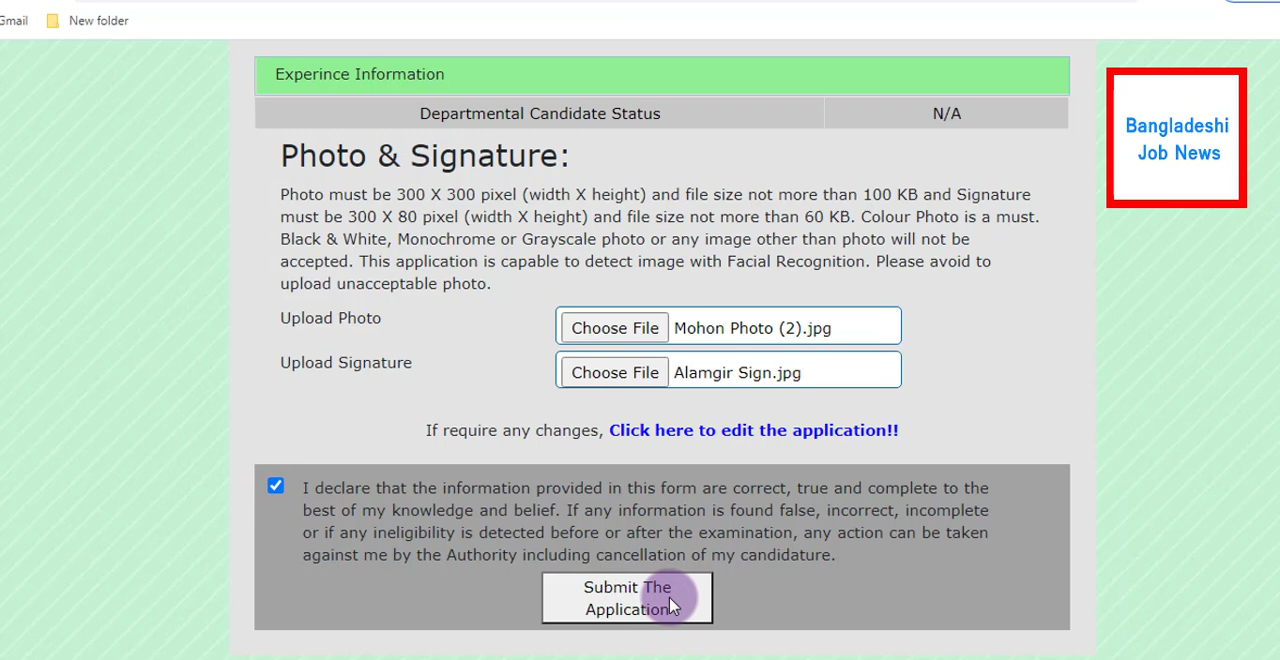 Gmail New folder
Experince Information
Departmental Candidate Status N/A
Bangladeshi
Job News
Photo & Signature:
Photo must be 300 X 300 pixel (width X height) and file size not more than 100 KB and Signature
must be 300 X 80 pixel (width X height) and file size not more than 60 KB. Colour Photo is a must.
Black & White, Monochrome or Grayscale photo or any image other than photo will not be
accepted. This application is capable to detect image with Facial Recognition. Please avoid to
upload unacceptable photo.
Upload Photo Choose File Mohon Photo (2).jpg
Upload Signature Choose File Alamgir Sign.jpg
If require any changes, Click here to edit the application!!
I declare that the information provided in this form are correct, true and complete to the
best of my knowledge and belief. If any information is found false, incorrect, incomplete
or if any ineligibility is detected before or after the examination, any action can be taken
against me by the Authority including cancellation of my candidature.
Submit The
Application